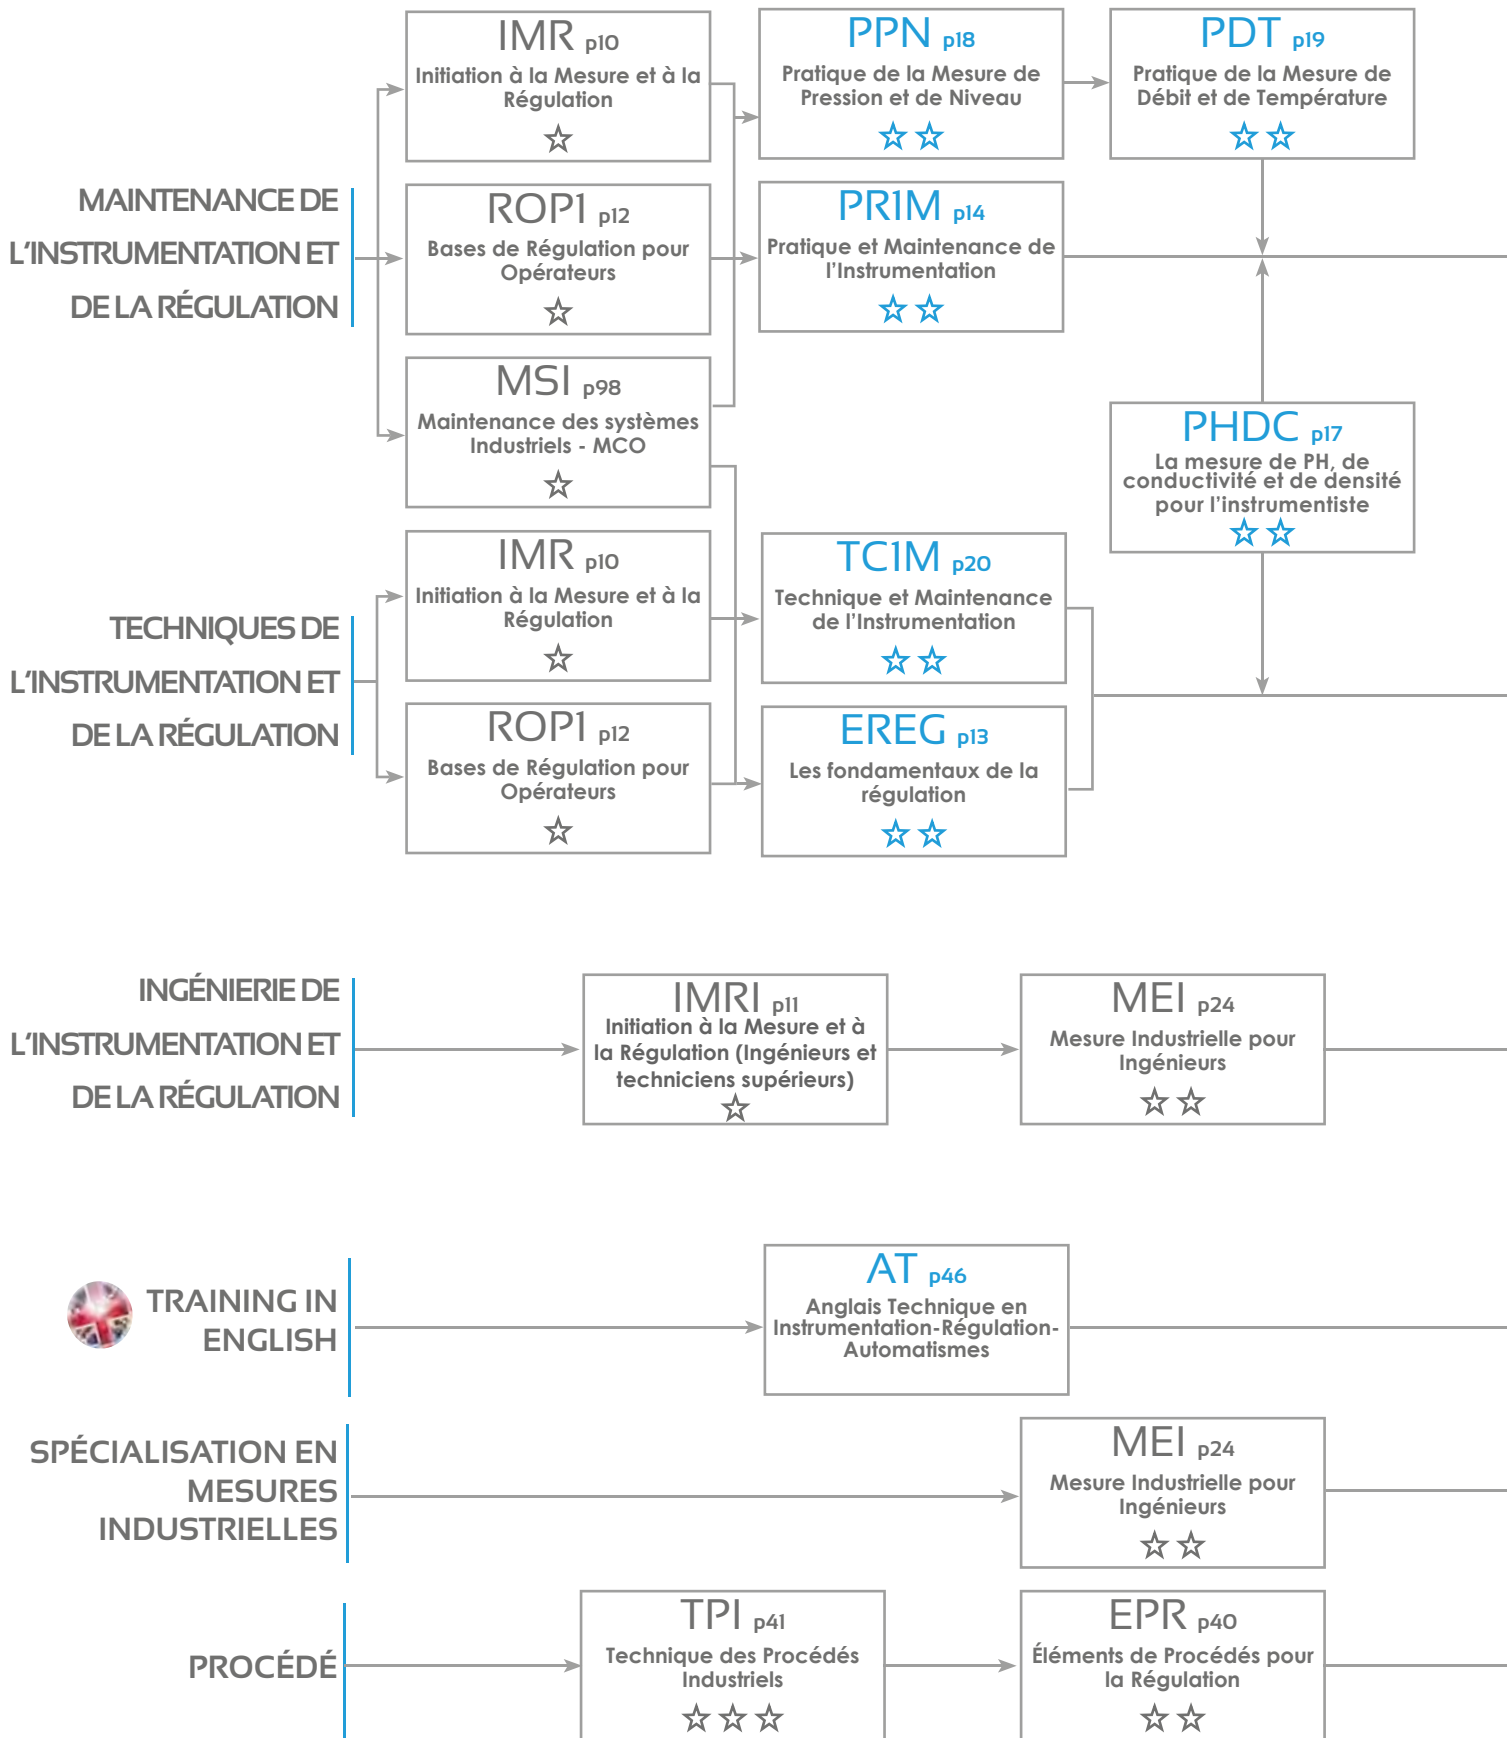 MAINTENANCE DE
L'INSTRUMENTATION ET
DE LA RÉGULATION
IMR p10
Initiation à la Mesure et à la
Régulation
PPN p18
Pratique de la Mesure de
Pression et de Niveau
PDT p19
Pratique de la Mesure de
Débit et de Température
ROP1 p12
Bases de Régulation pour
Opérateurs
PR1M p14
Pratique et Maintenance de
l'Instrumentation
MSI p98
Maintenance des systèmes
Industriels - MCO
PHDC p17
La mesure de PH, de
conductivité et de densité
pour l'instrumentiste
TECHNIQUES DE
L'INSTRUMENTATION ET
DE LA RÉGULATION
IMR p10
Initiation à la Mesure et à la
Régulation
TC1M p20
Technique et Maintenance
de l'Instrumentation
ROP1 p12
Bases de Régulation pour
Opérateurs
EREG p13
Les fondamentaux de la
régulation
INGÉNIERIE DE
L'INSTRUMENTATION ET
DE LA RÉGULATION
IMRI p11
Initiation à la Mesure et à
la Régulation (Ingénieurs et
techniciens supérieurs)
MEI p24
Mesure Industrielle pour
Ingénieurs
TRAINING IN
ENGLISH
AT p46
Anglais Technique en
Instrumentation-Régulation-
Automatismes
SPÉCIALISATION EN
MESURES
INDUSTRIELLES
MEI p24
Mesure Industrielle pour
Ingénieurs
PROCÉDÉ
TPI p41
Technique des Procédés
Industriels
EPR p40
Éléments de Procédés pour
la Régulation